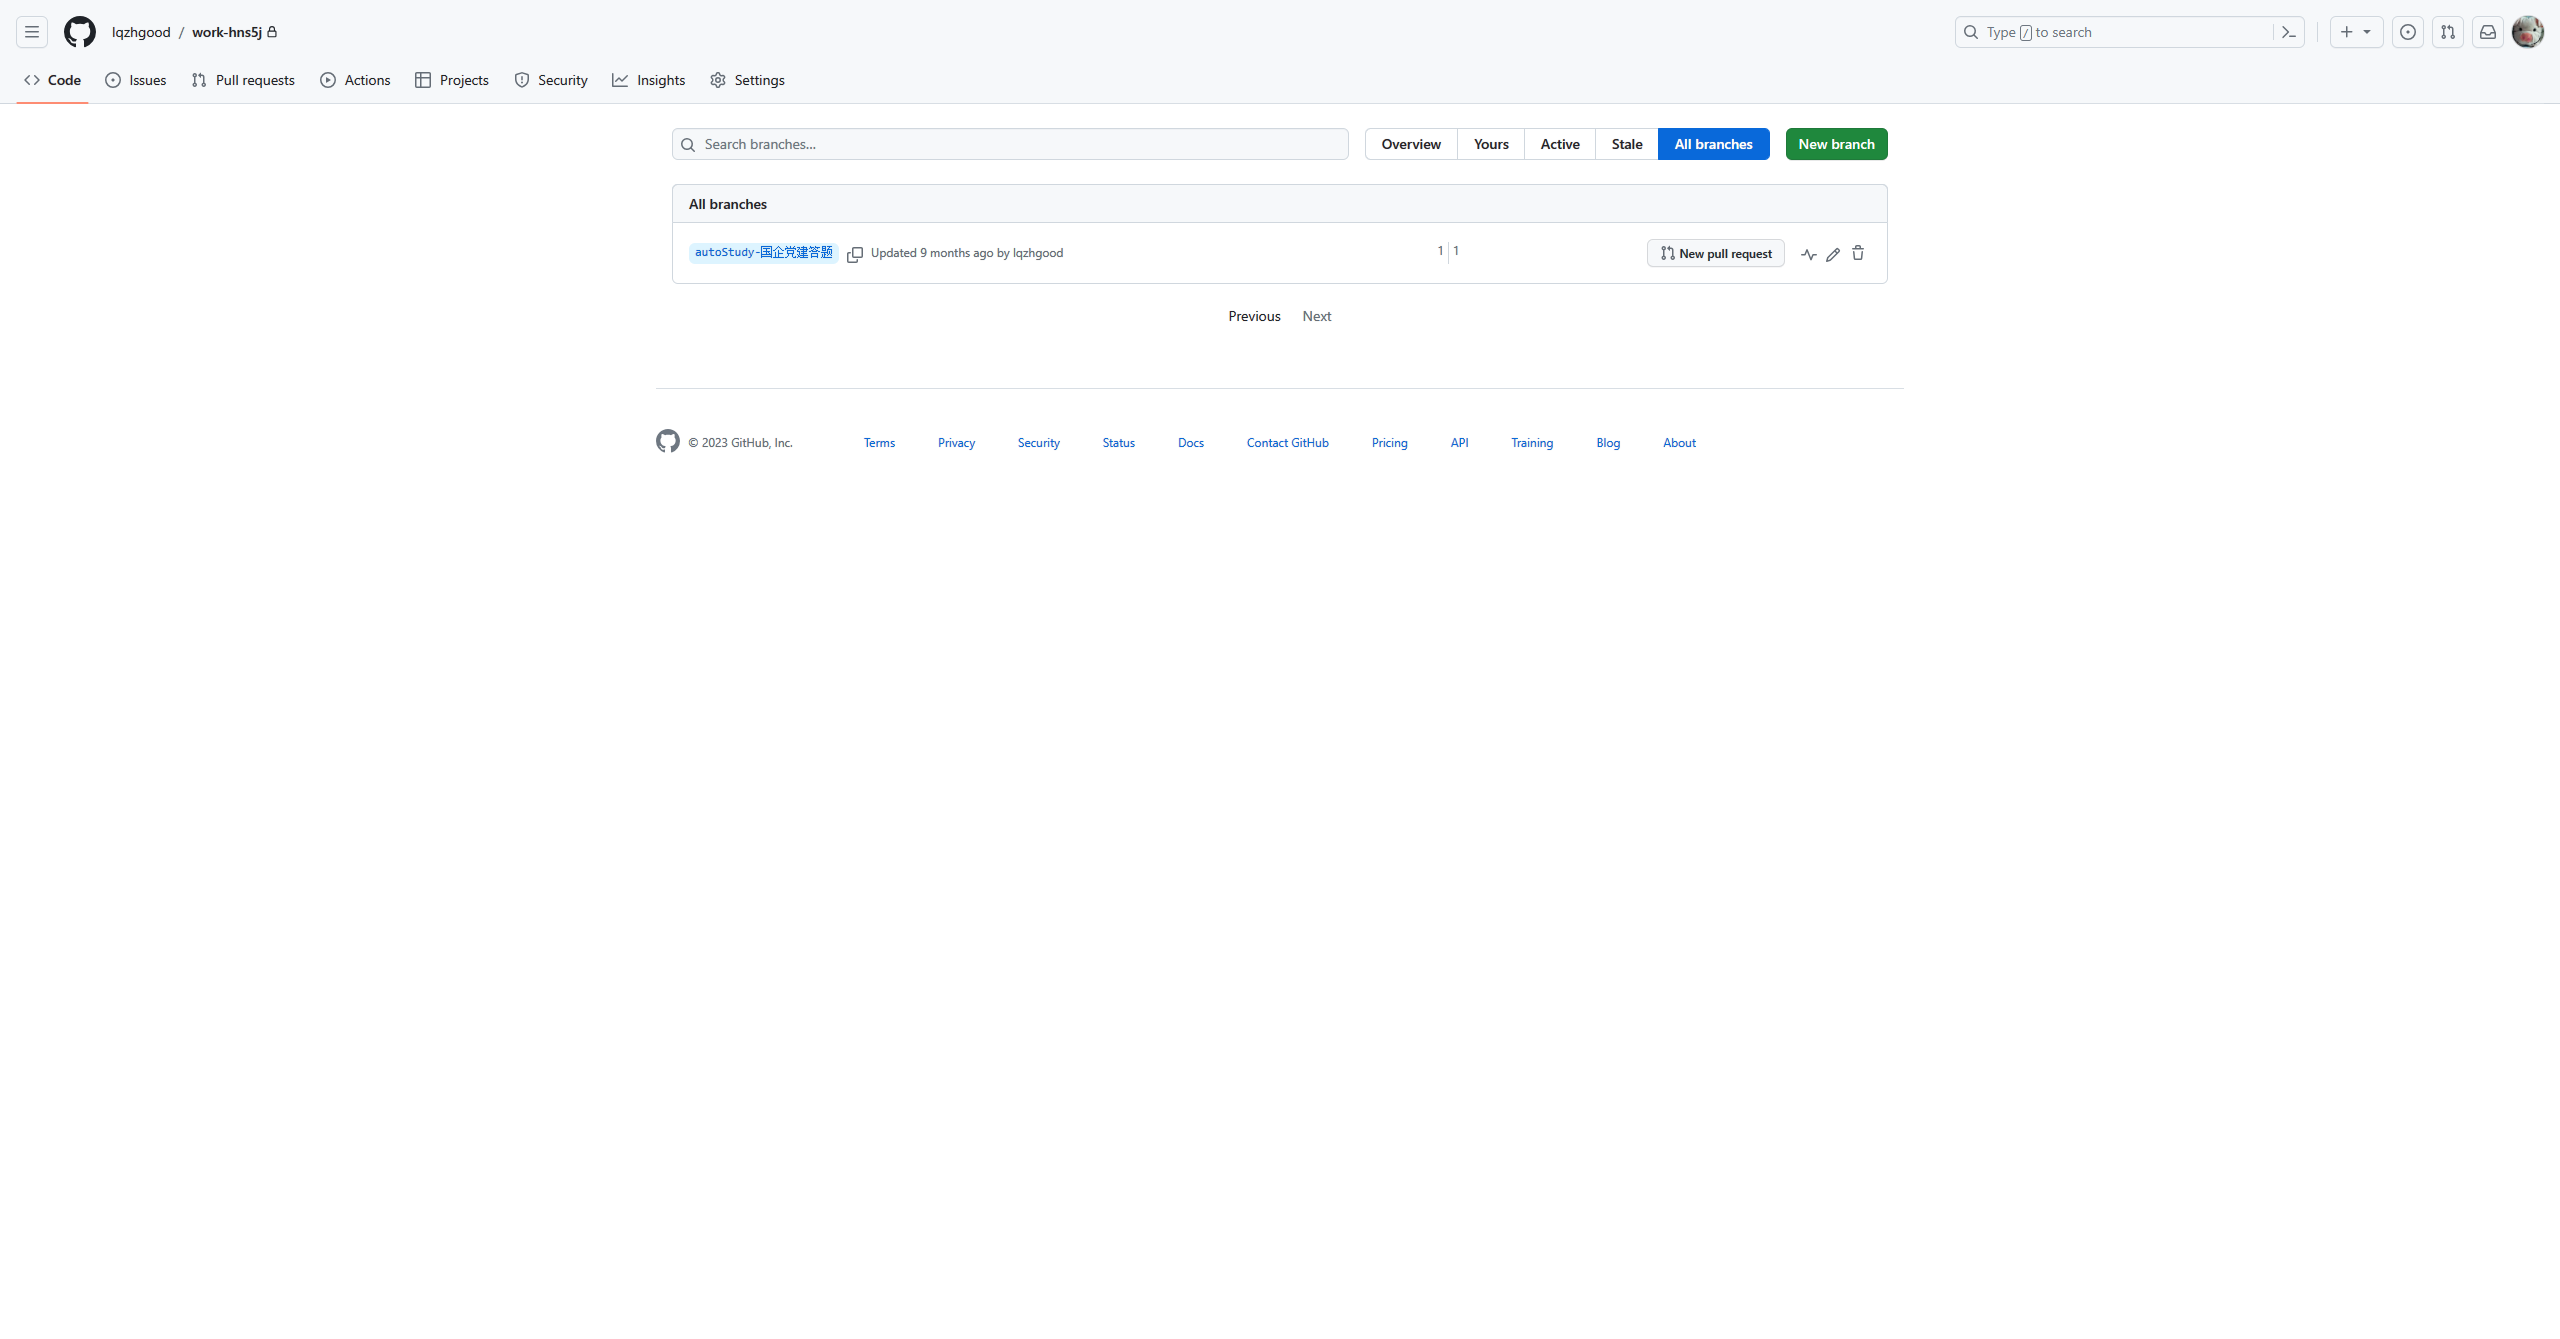 lqzhgood / work-hns5j
Type / to search
Code Issues Pull requests Actions Projects Security Insights Settings
Search branches...
Overview Yours Active Stale All branches New branch
All branches
autoStudy-国企党建答题 Updated 9 months ago by lqzhgood 1 1 New pull request
Previous Next
© 2023 GitHub, Inc. Terms Privacy Security Status Docs Contact GitHub Pricing API Training Blog About